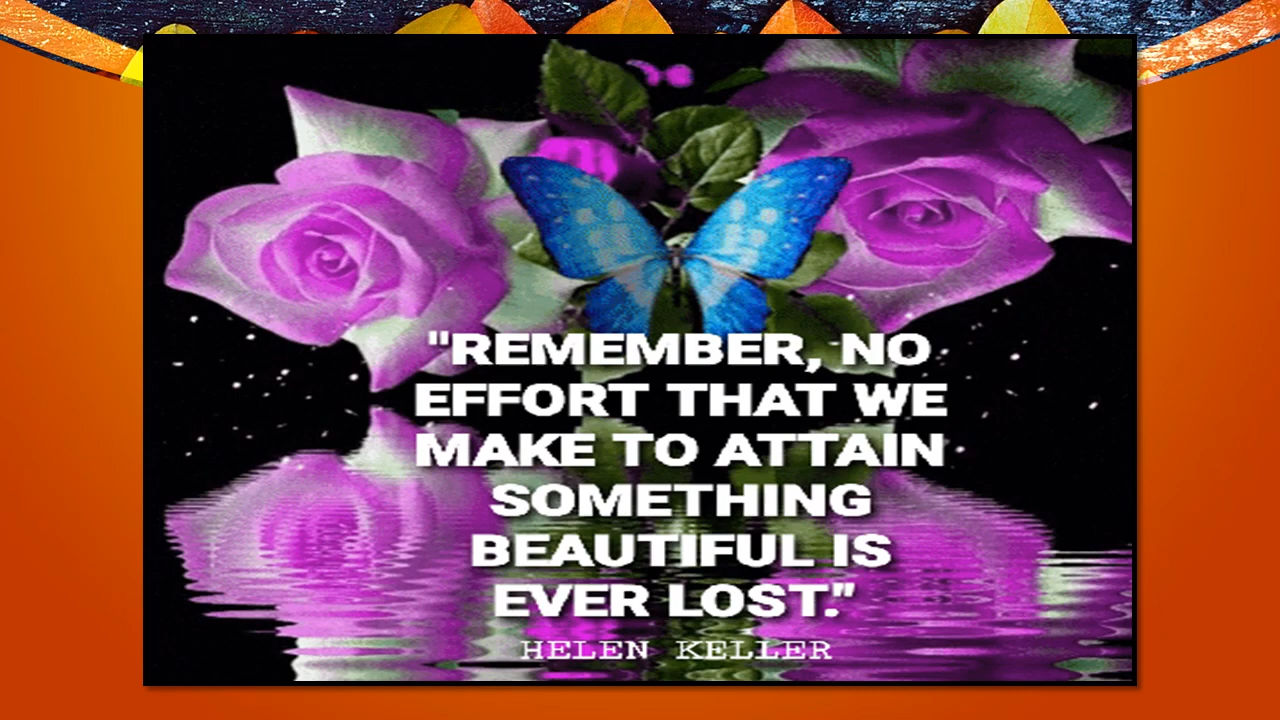 "REMEMBER, NO
EFFORT THAT WE
MAKE TO ATTAIN
SOMETHING
BEAUTIFUL IS
EVER LOST."
HELEN KELLER